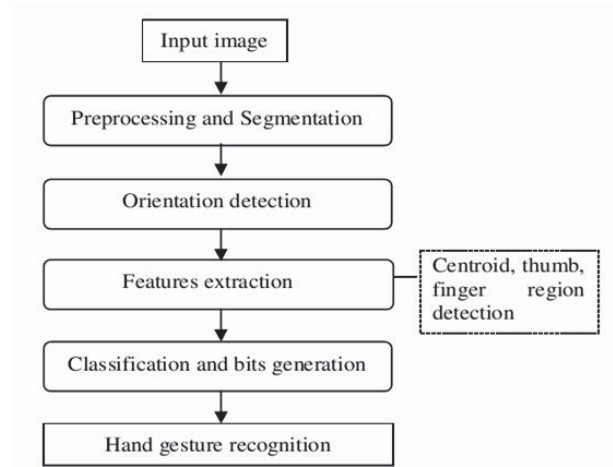 Input image
Preprocessing and Segmentation
Orientation detection
Features extraction
Centroid, thumb,
finger region
detection
Classification and bits generation
Hand gesture recognition